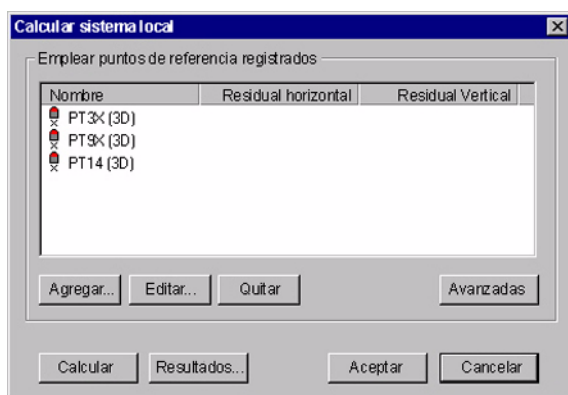 Calcular sistema local
Emplear puntos de referencia registrados
Nombre Residual horizontal Residual Vertical
PT3X (3D)
PT9X (3D)
PT14 (3D)
Agregar... Editar... Quitar Avanzadas
Calcular Resultados... Aceptar Cancelar